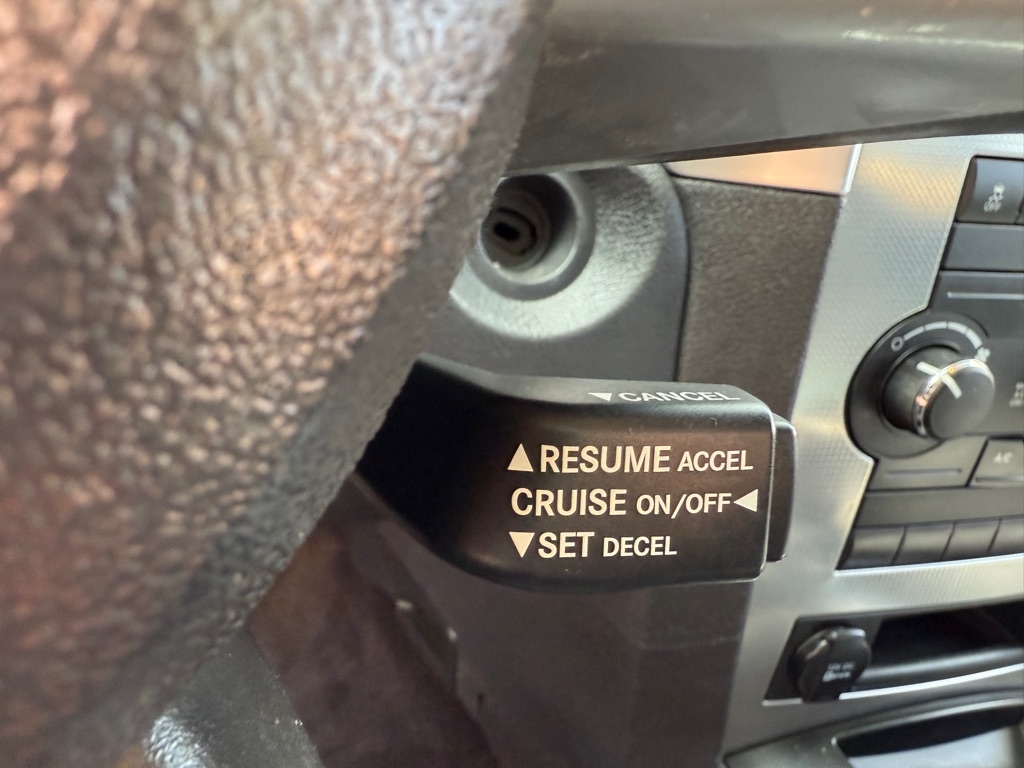 ▼CANCEL
▲RESUME ACCEL
CRUISE ON/OFF◀
▼SET DECEL
A/C